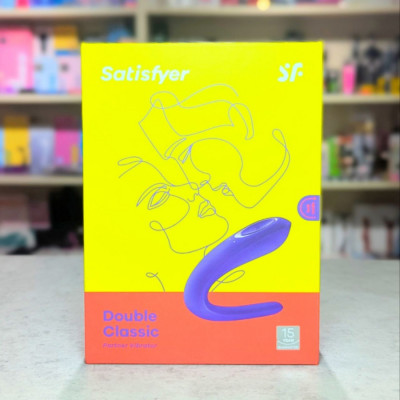 Satisfyer
SF
Double
Classic
Partner Vibrator
15